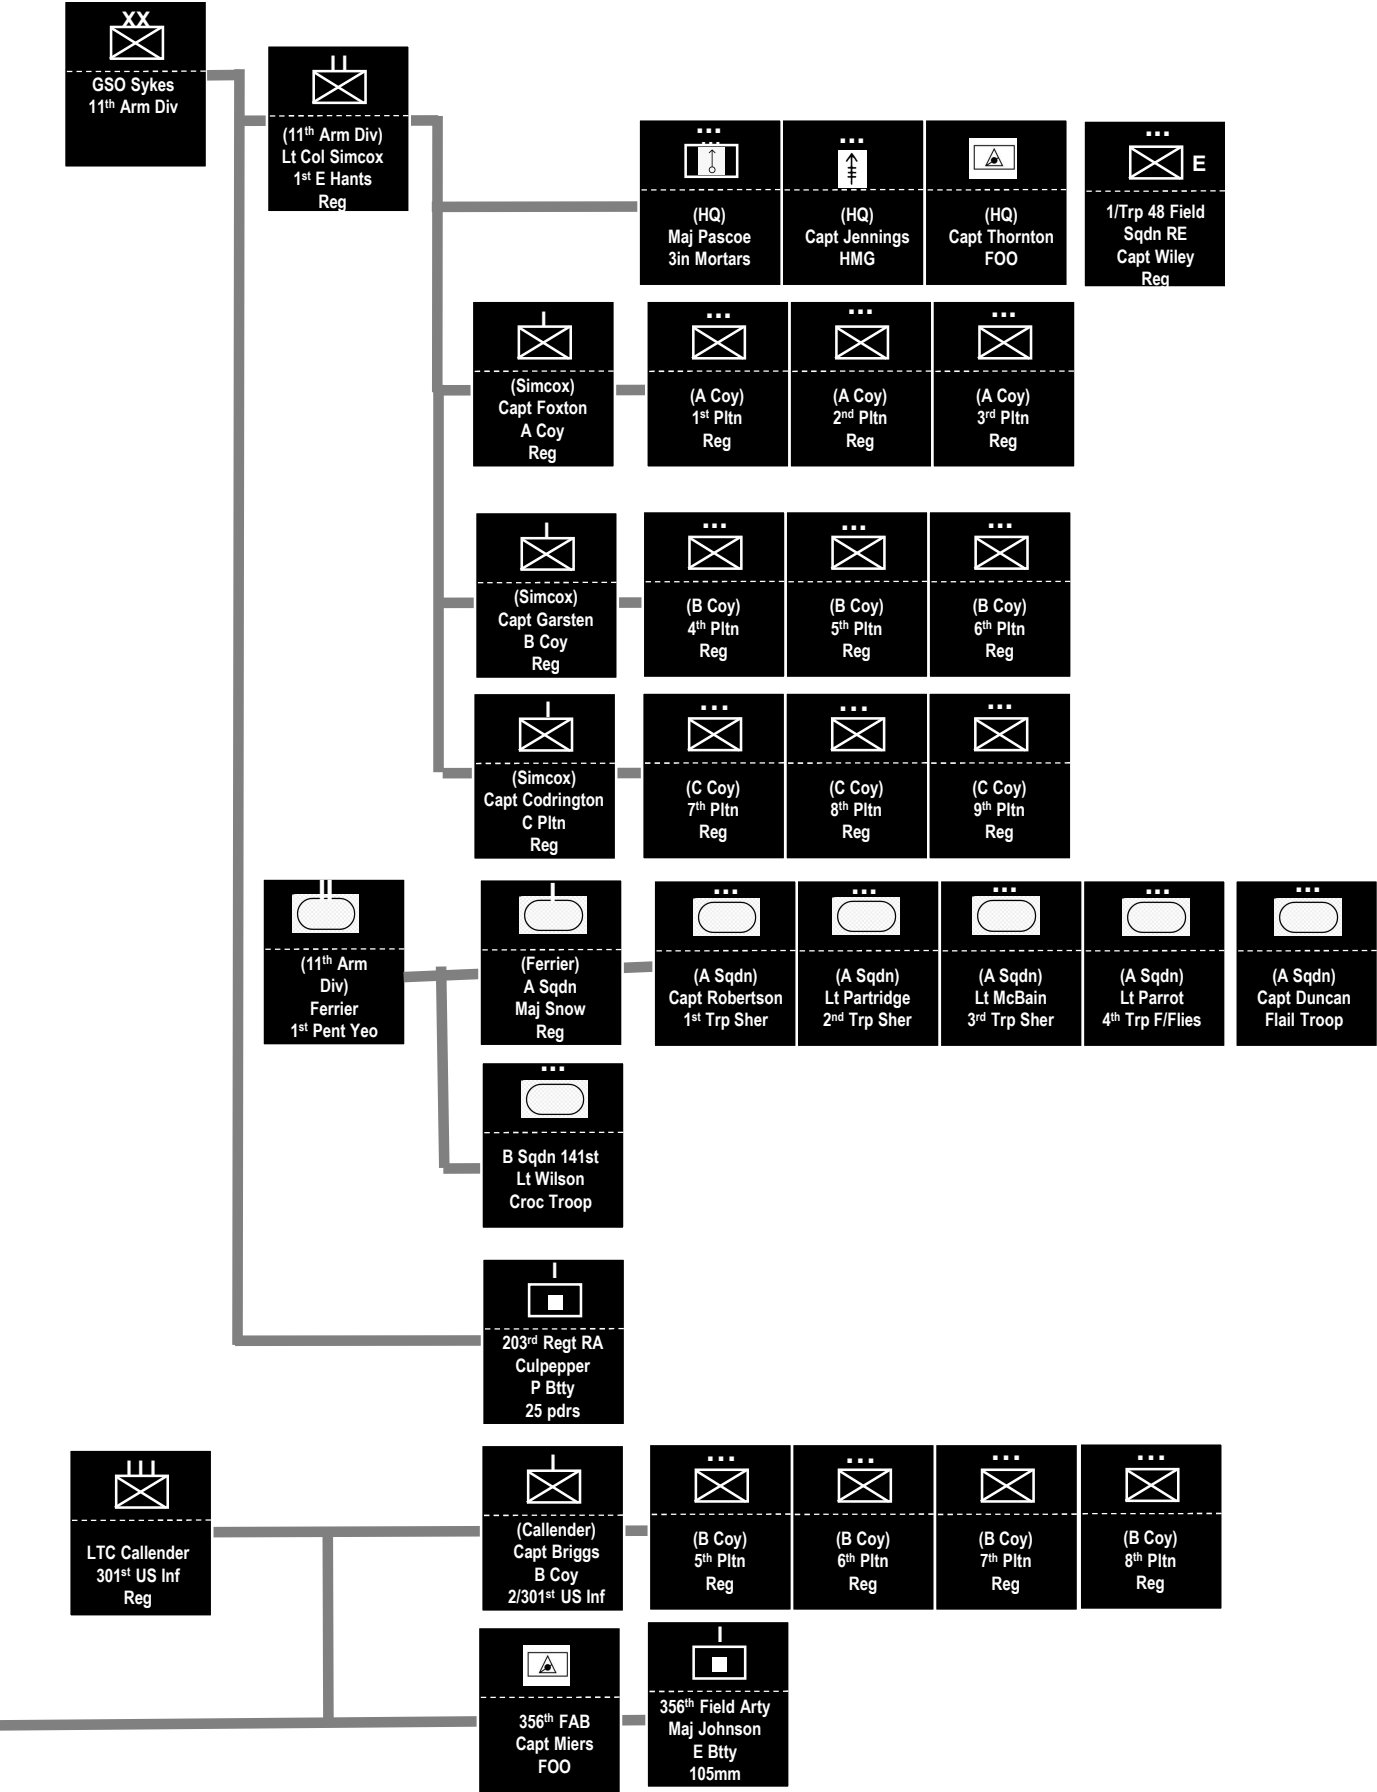 XX
GSO Sykes
11th Arm Div
(11th Arm Div)
Lt Col Simcox
1st E Hants
Reg
(HQ)
Maj Pascoe
3in Mortars
(HQ)
Capt Jennings
HMG
(HQ)
Capt Thornton
FOO
E
1/Trp 48 Field
Sqdn RE
Capt Wiley
Reg
(Simcox)
Capt Foxton
A Coy
Reg
(A Coy)
1st Pltn
Reg
(A Coy)
2nd Pltn
Reg
(A Coy)
3rd Pltn
Reg
(Simcox)
Capt Garsten
B Coy
Reg
(B Coy)
4th Pltn
Reg
(B Coy)
5th Pltn
Reg
(B Coy)
6th Pltn
Reg
(Simcox)
Capt Codrington
C Pltn
Reg
(C Coy)
7th Pltn
Reg
(C Coy)
8th Pltn
Reg
(C Coy)
9th Pltn
Reg
(11th Arm
Div)
Ferrier
1st Pent Yeo
(Ferrier)
A Sqdn
Maj Snow
Reg
(A Sqdn)
Capt Robertson
1st Trp Sher
(A Sqdn)
Lt Partridge
2nd Trp Sher
(A Sqdn)
Lt McBain
3rd Trp Sher
(A Sqdn)
Lt Parrot
4th Trp F/Flies
(A Sqdn)
Capt Duncan
Flail Troop
B Sqdn 141st
Lt Wilson
Croc Troop
203rd Regt RA
Culpepper
P Btty
25 pdrs
LTC Callender
301st US Inf
Reg
(Callender)
Capt Briggs
B Coy
2/301st US Inf
(B Coy)
5th Pltn
Reg
(B Coy)
6th Pltn
Reg
(B Coy)
7th Pltn
Reg
(B Coy)
8th Pltn
Reg
356th FAB
Capt Miers
FOO
356th Field Arty
Maj Johnson
E Btty
105mm